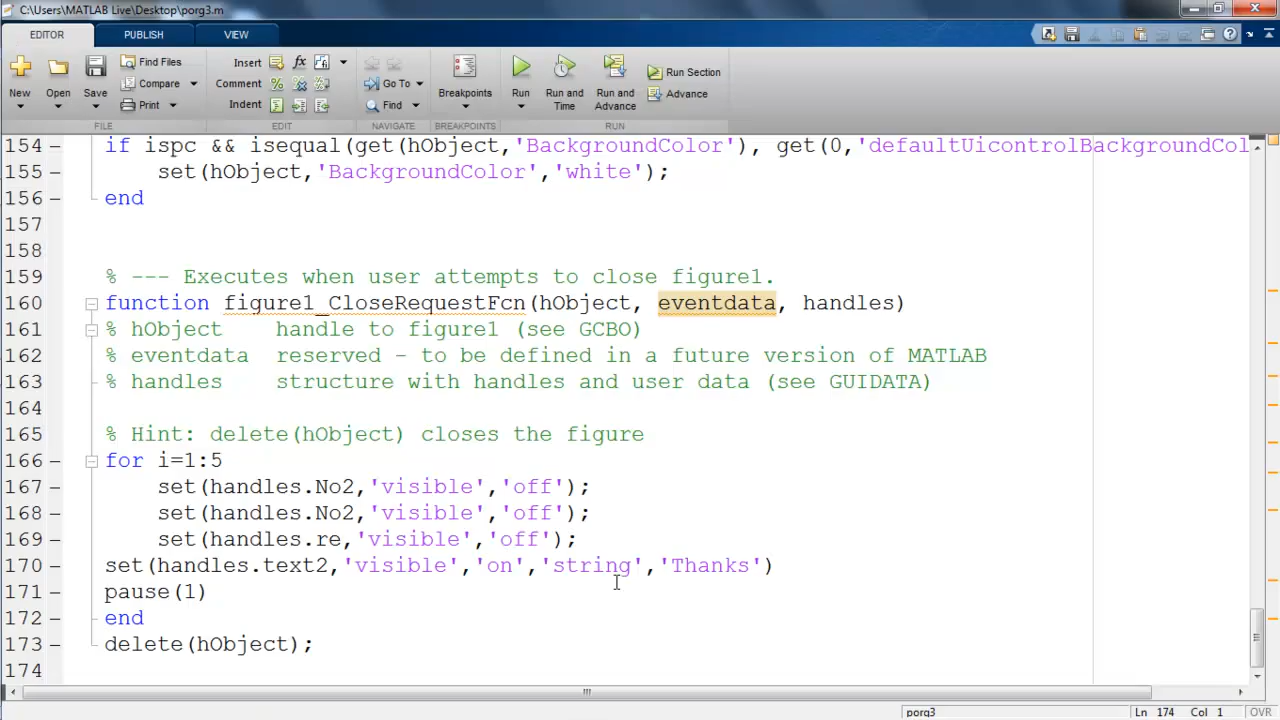 C:\Users\MATLAB Live\Desktop\porg3.m
EDITOR PUBLISH VIEW
New Open Save Find Files Compare Print
Insert fx Comment Indent
Go To Find
Breakpoints
Run Run and Time Run and Advance Run Section Advance
FILE EDIT NAVIGATE BREAKPOINTS RUN
154 – if ispc && isequal(get(hObject,'BackgroundColor'), get(0,'defaultUicontrolBackgroundCol
155 – set(hObject,'BackgroundColor','white');
156 – end
157
158
159 % --- Executes when user attempts to close figure1.
160 function figure1_CloseRequestFcn(hObject, eventdata, handles)
161 % hObject    handle to figure1 (see GCBO)
162 % eventdata  reserved - to be defined in a future version of MATLAB
163 % handles    structure with handles and user data (see GUIDATA)
164
165 % Hint: delete(hObject) closes the figure
166 – for i=1:5
167 – set(handles.No2,'visible','off');
168 – set(handles.No2,'visible','off');
169 – set(handles.re,'visible','off');
170 – set(handles.text2,'visible','on','string','Thanks')
171 – pause(1)
172 – end
173 – delete(hObject);
174
porg3 Ln 174 Col 1 OVR